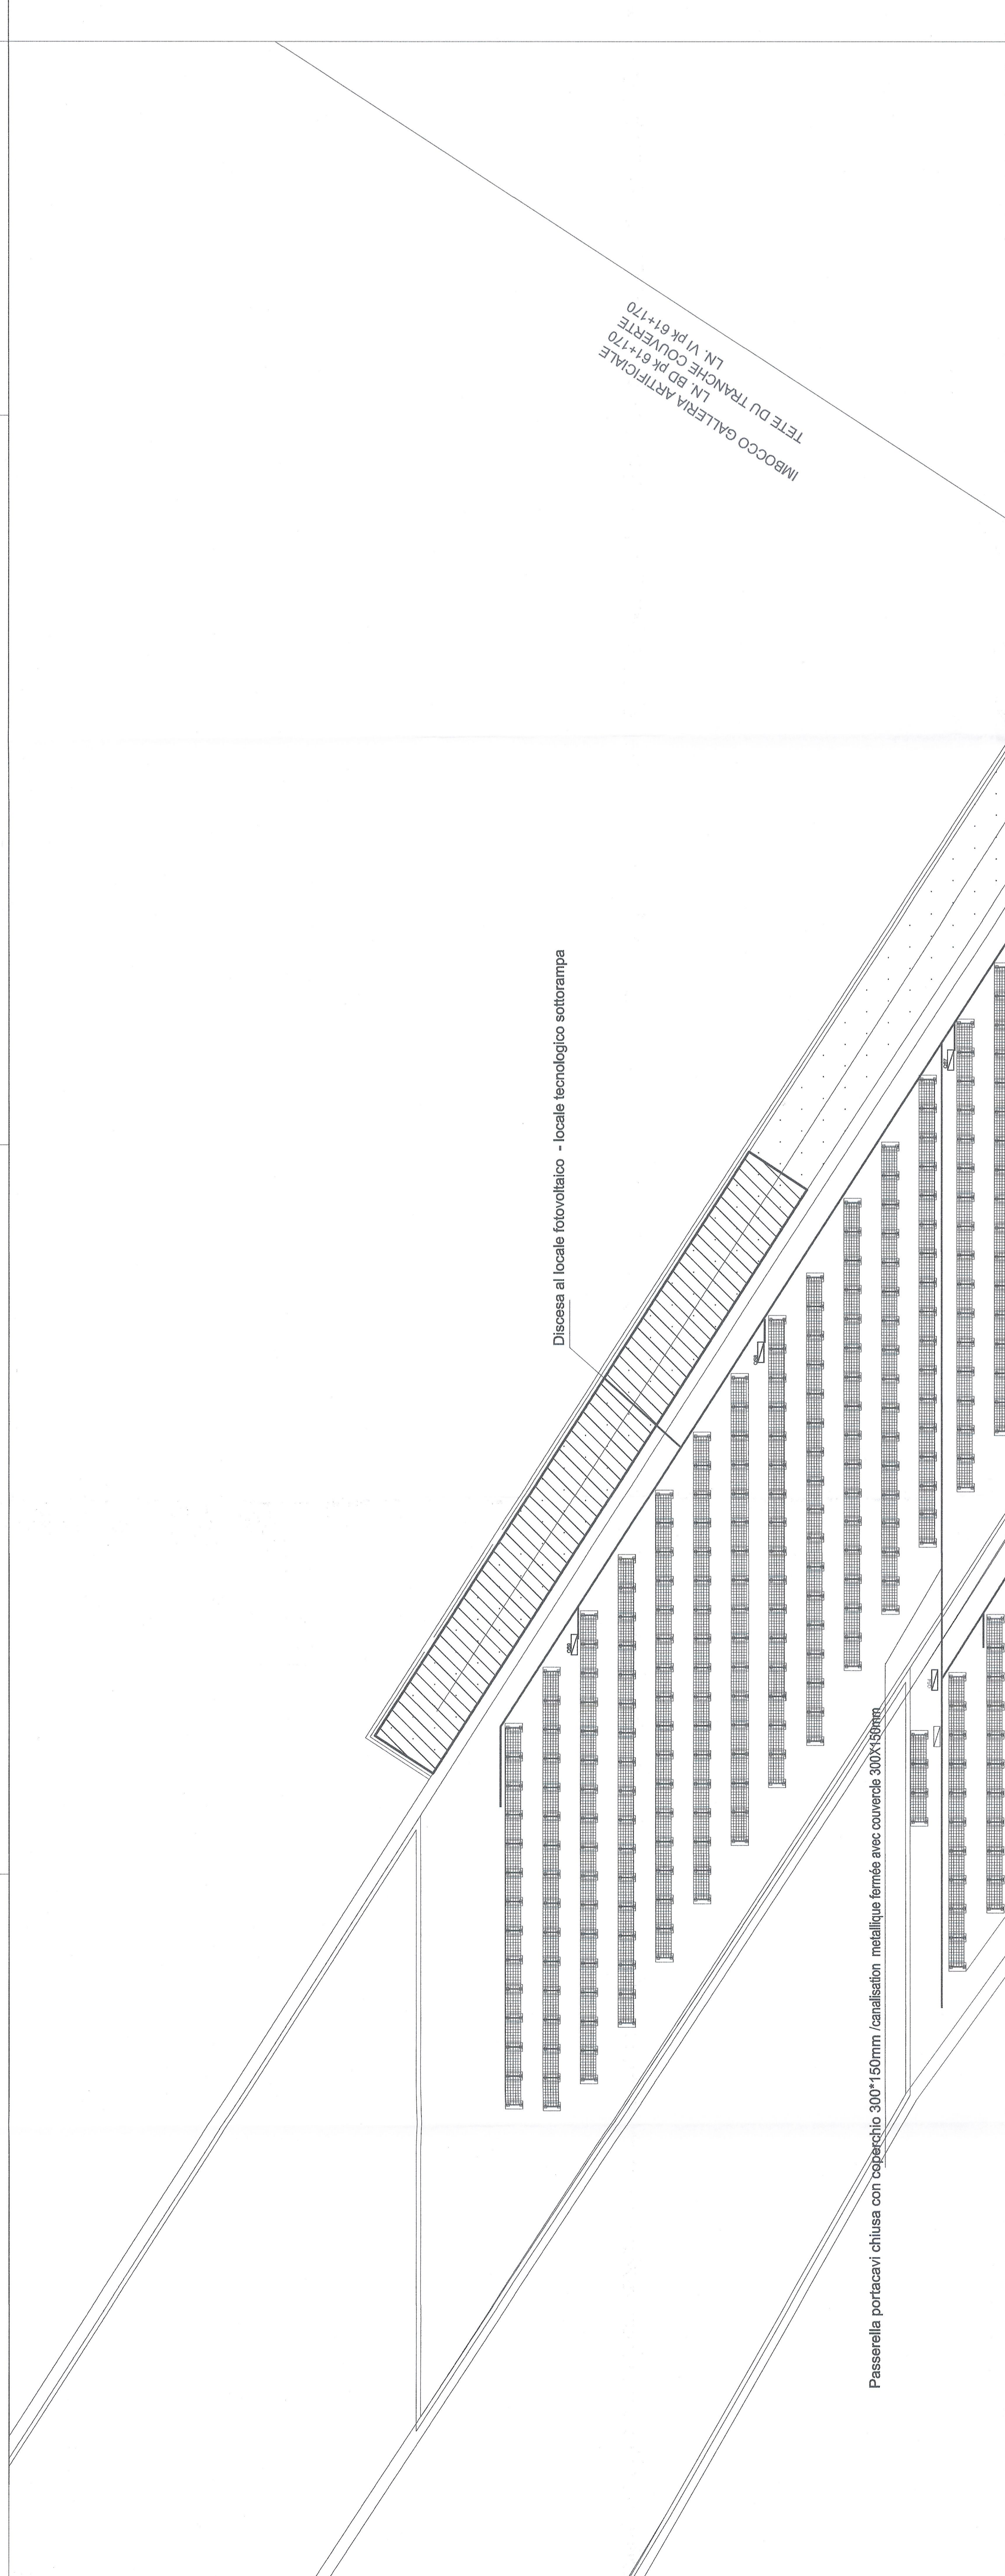 IMBOCCO GALLERIA ARTIFICIALE
LN. BD pk 61+170
TETE DU TRANCHE COUVERTE
LN. VI pk 61+170
Discesa al locale fotovoltaico - locale tecnologico sottorampa
Passerella portacavi chiusa con coperchio 300*150mm /canalisation metallique fermée avec couvercle 300X150mm